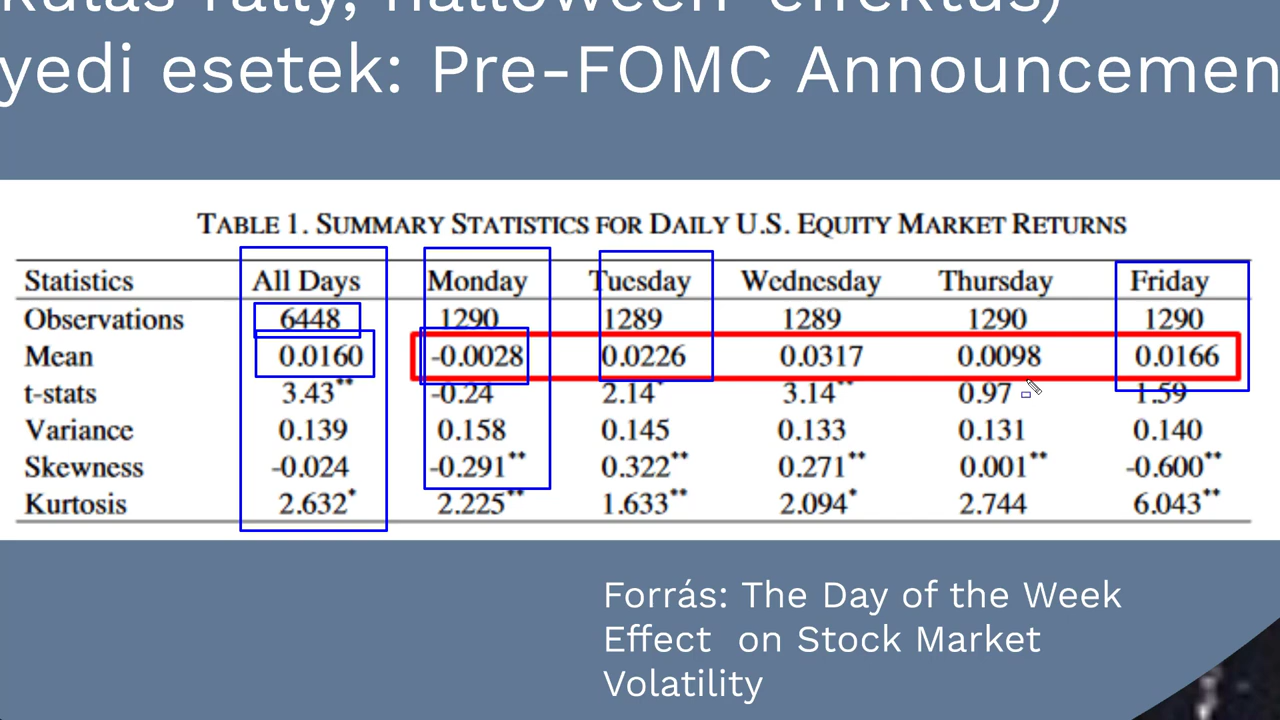 rally, halloween effektus)
yedi esetek: Pre-FOMC Announcemen
TABLE 1. SUMMARY STATISTICS FOR DAILY U.S. EQUITY MARKET RETURNS
Statistics All Days Monday Tuesday Wednesday Thursday Friday
Observations 6448 1290 1289 1289 1290 1290
Mean 0.0160 -0.0028 0.0226 0.0317 0.0098 0.0166
t-stats 3.43** -0.24 2.14* 3.14** 0.97 1.59
Variance 0.139 0.158 0.145 0.133 0.131 0.140
Skewness -0.024 -0.291** 0.322** 0.271** 0.001** -0.600**
Kurtosis 2.632* 2.225** 1.633** 2.094* 2.744 6.043**
Forrás: The Day of the Week
Effect on Stock Market
Volatility